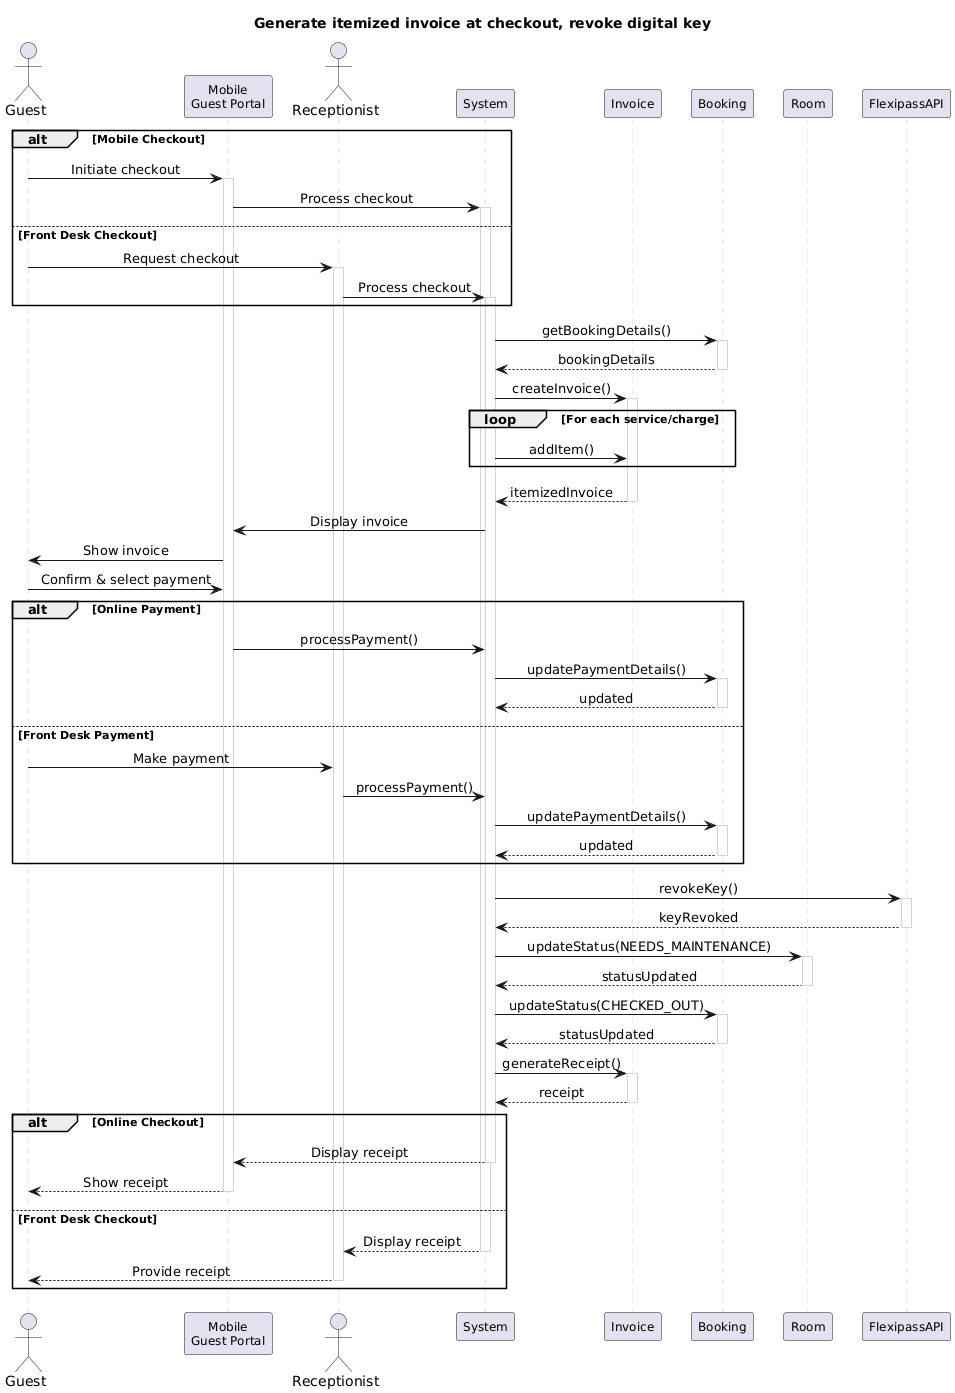 Generate itemized invoice at checkout, revoke digital key
Guest
Mobile
Guest Portal
Receptionist
System
Invoice
Booking
Room
FlexipassAPI
alt
[Mobile Checkout]
Initiate checkout
Process checkout
[Front Desk Checkout]
Request checkout
Process checkout
getBookingDetails()
bookingDetails
createInvoice()
loop
[For each service/charge]
addItem()
itemizedInvoice
Display invoice
Show invoice
Confirm & select payment
alt
[Online Payment]
processPayment()
updatePaymentDetails()
updated
[Front Desk Payment]
Make payment
processPayment()
updatePaymentDetails()
updated
revokeKey()
keyRevoked
updateStatus(NEEDS_MAINTENANCE)
statusUpdated
updateStatus(CHECKED_OUT)
statusUpdated
generateReceipt()
receipt
alt
[Online Checkout]
Display receipt
Show receipt
[Front Desk Checkout]
Display receipt
Provide receipt
Guest
Mobile
Guest Portal
Receptionist
System
Invoice
Booking
Room
FlexipassAPI